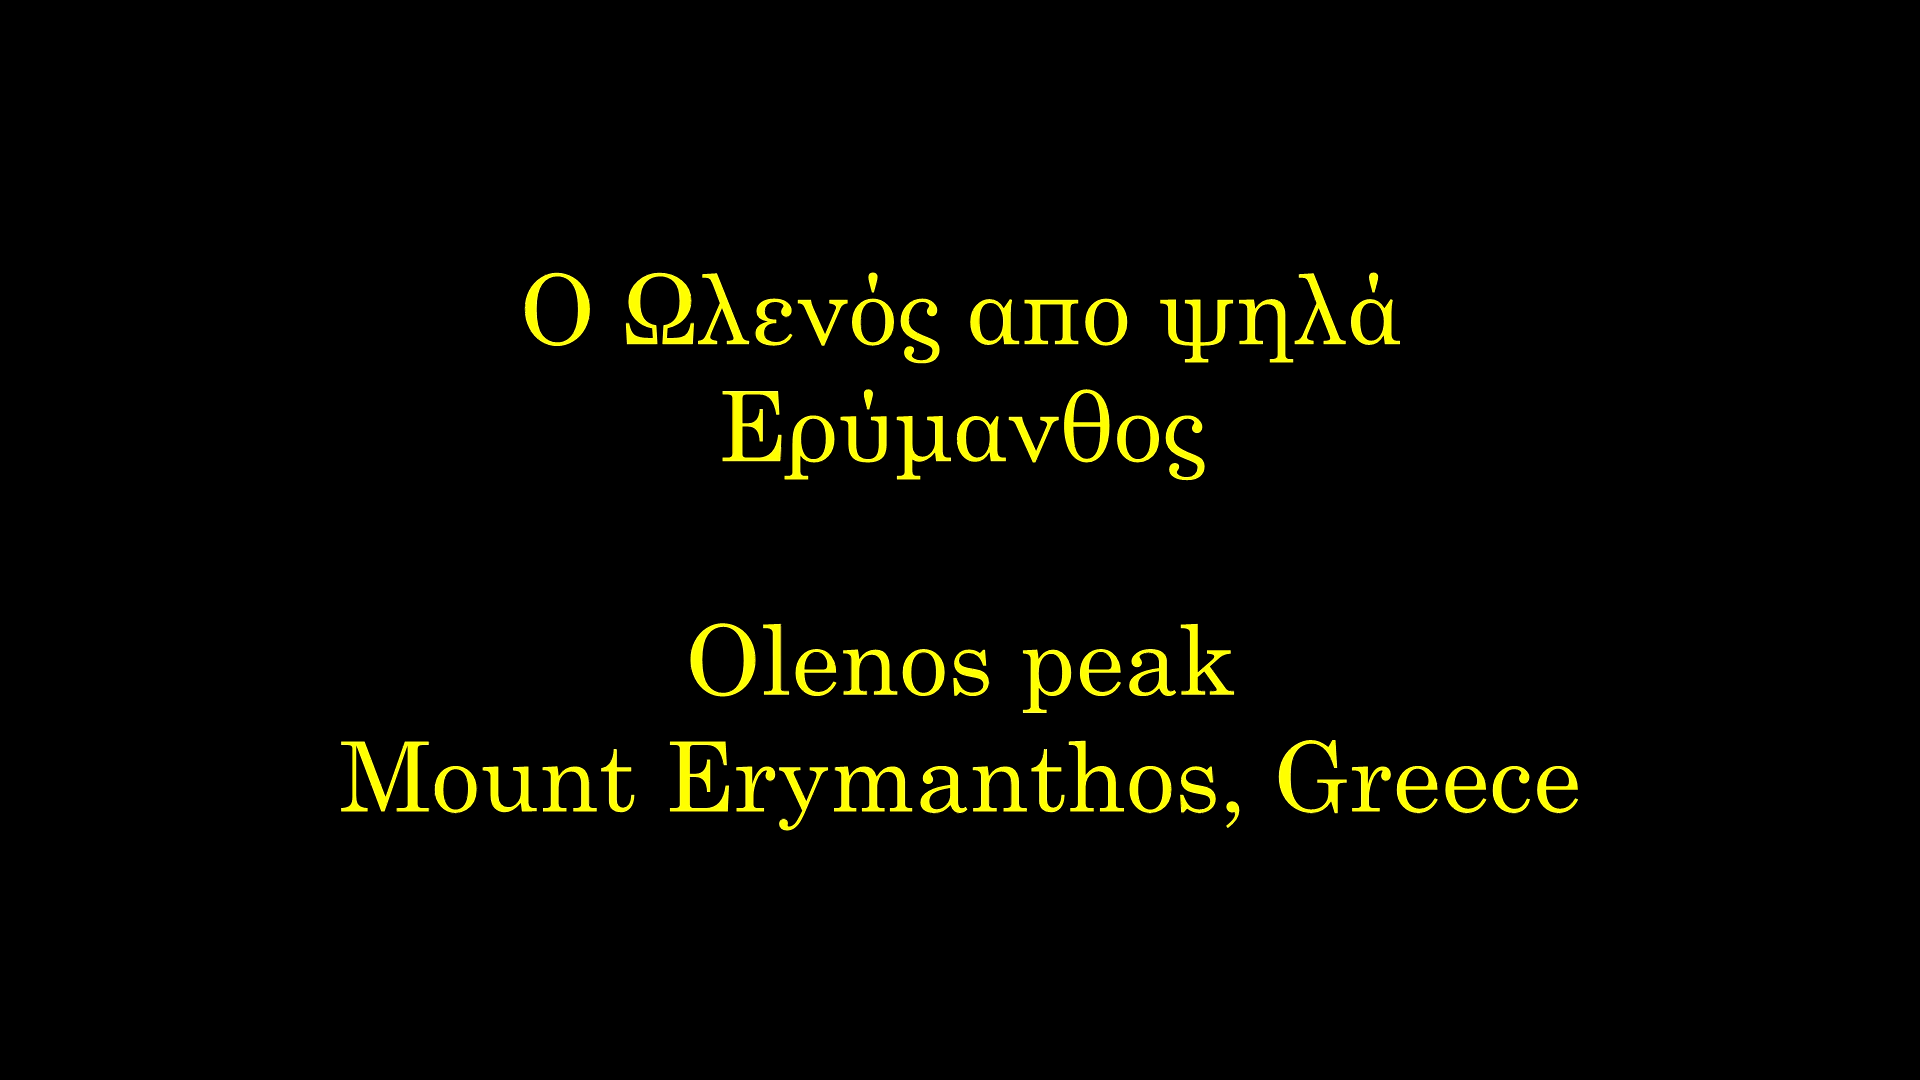 Ο Ωλενός απο ψηλά
Ερύμανθος
Olenos peak
Mount Erymanthos, Greece